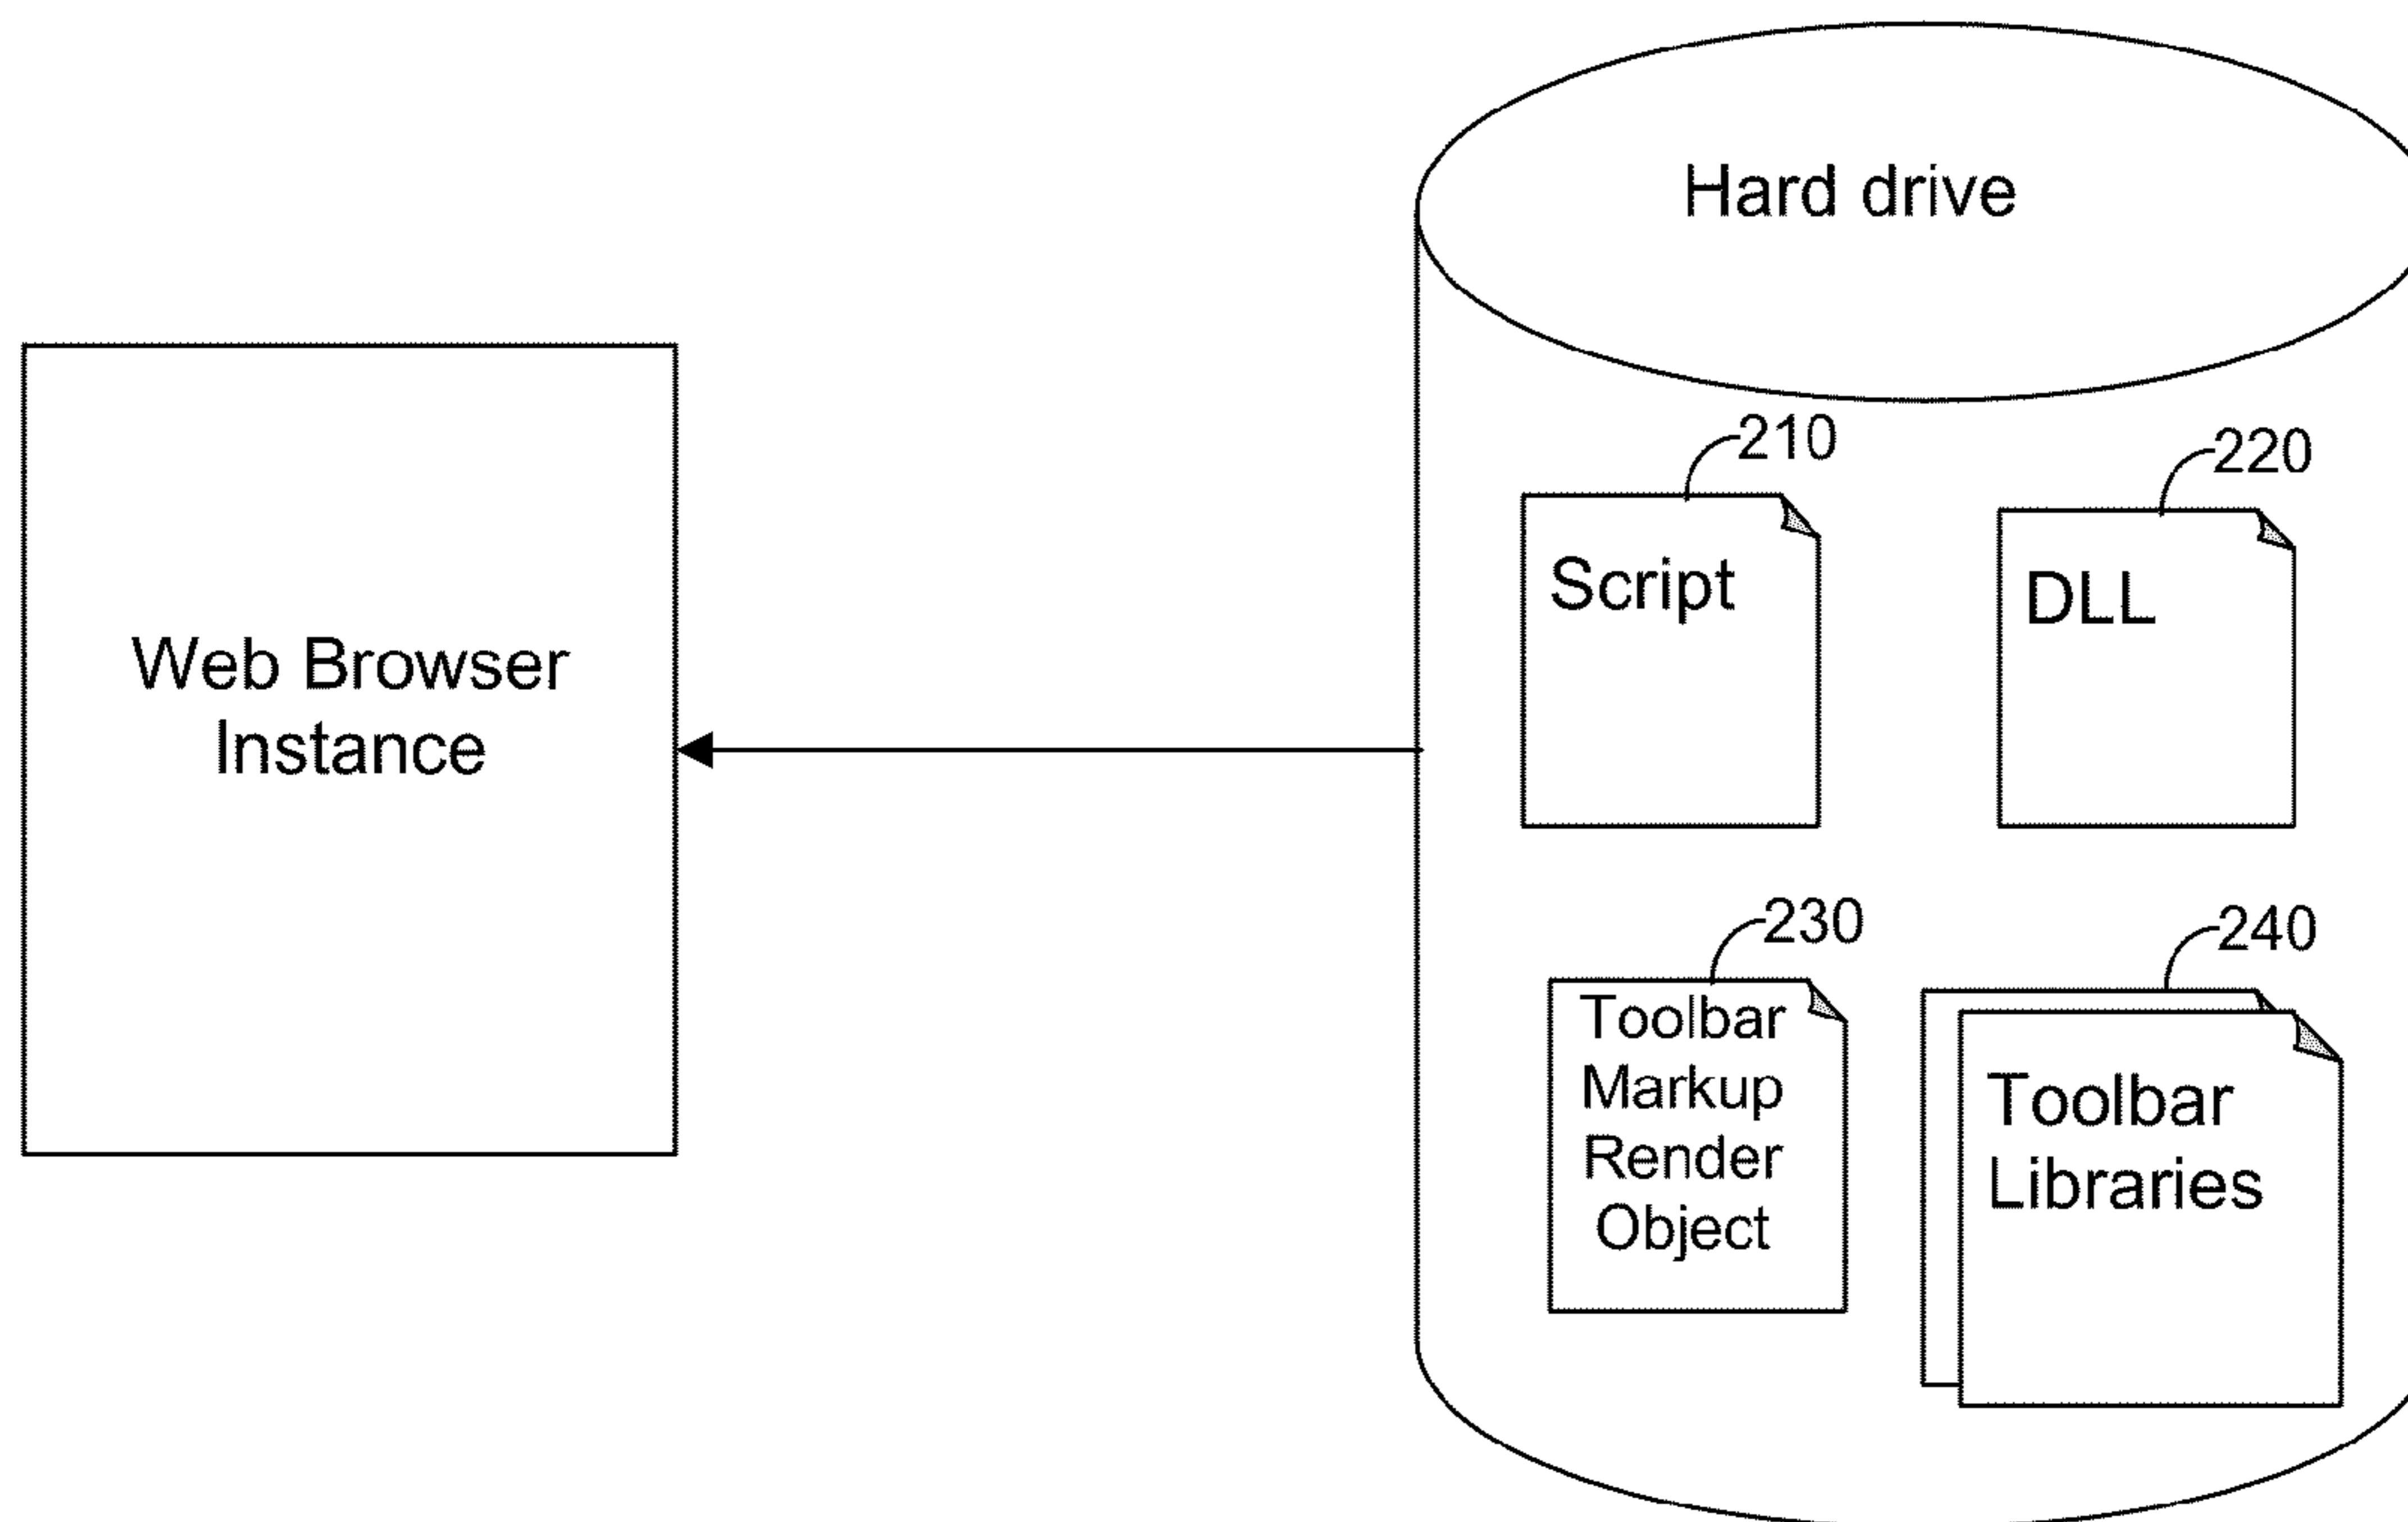 Hard drive
Web Browser
Instance
210
Script
220
DLL
230
Toolbar
Markup
Render
Object
240
Toolbar
Libraries